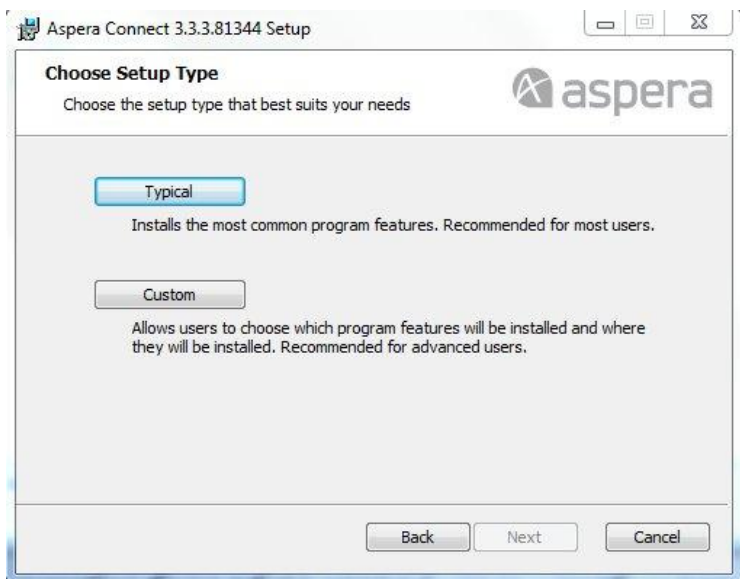 Aspera Connect 3.3.3.81344 Setup
Choose Setup Type
Choose the setup type that best suits your needs
aspera
Typical
Installs the most common program features. Recommended for most users.
Custom
Allows users to choose which program features will be installed and where
they will be installed. Recommended for advanced users.
Back Next Cancel